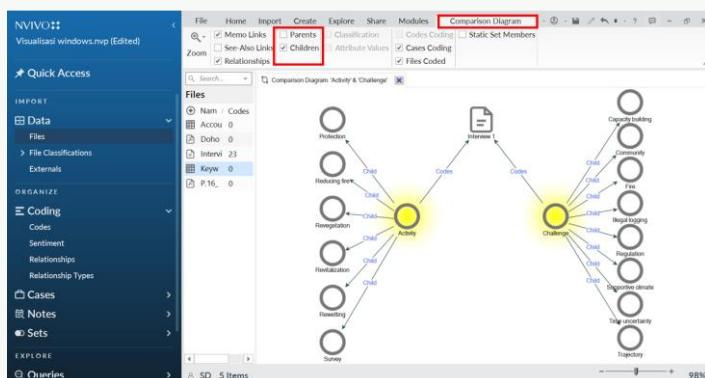 NVIVO
Visualisasi windows.nvp (Edited)
Quick Access
IMPORT
Data
Files
File Classifications
Externals
ORGANIZE
Coding
Codes
Sentiment
Relationships
Relationship Types
Cases
Notes
Sets
EXPLORE
Queries
File Home Import Create Explore Share Modules Comparison Diagram
Zoom
Memo Links
See-Also Links
Relationships
Parents
Children
Classification
Attribute Values
Codes Coding
Cases Coding
Files Coded
Static Set Members
Search...
Files
Nam Codes
Accou 0
Doho 0
Intervi 23
Keyw 0
P.16_ 0
Comparison Diagram 'Activity' & 'Challenge'
Protection
Reducing fire
Revegetation
Revitalization
Rewetting
Survey
Child
Child
Child
Child
Child
Child
Activity
Codes
Interview 1
Codes
Challenge
Child
Child
Child
Child
Child
Child
Child
Child
Capacity building
Community
Fire
Illegal logging
Regulation
Supportive climate
Time uncertainty
Trajectory
SD 5 Items
98%